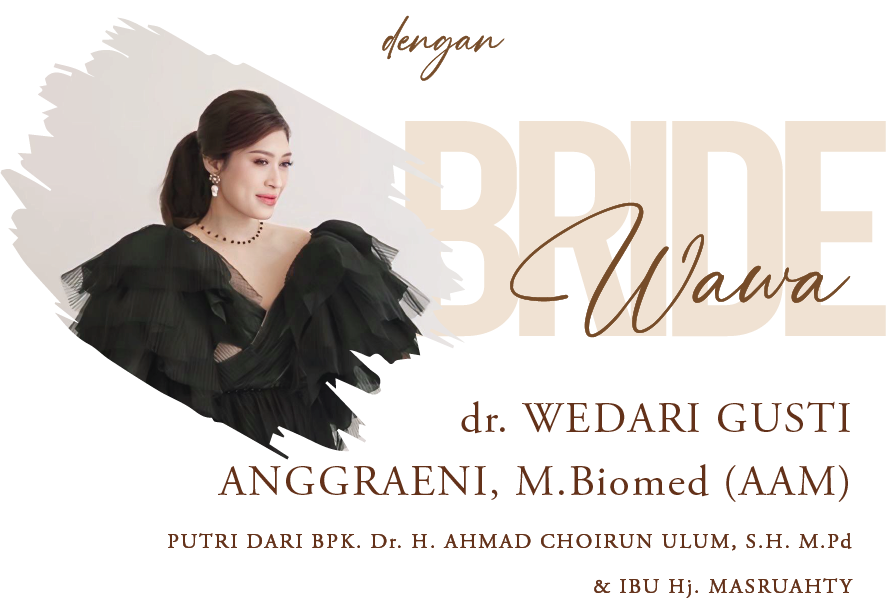 dengan
BRIDE
Wawa
dr. WEDARI GUSTI
ANGGRAENI, M.Biomed (AAM)
PUTRI DARI BPK. Dr. H. AHMAD CHOIRUN ULUM, S.H. M.Pd
& IBU Hj. MASRUAHTY